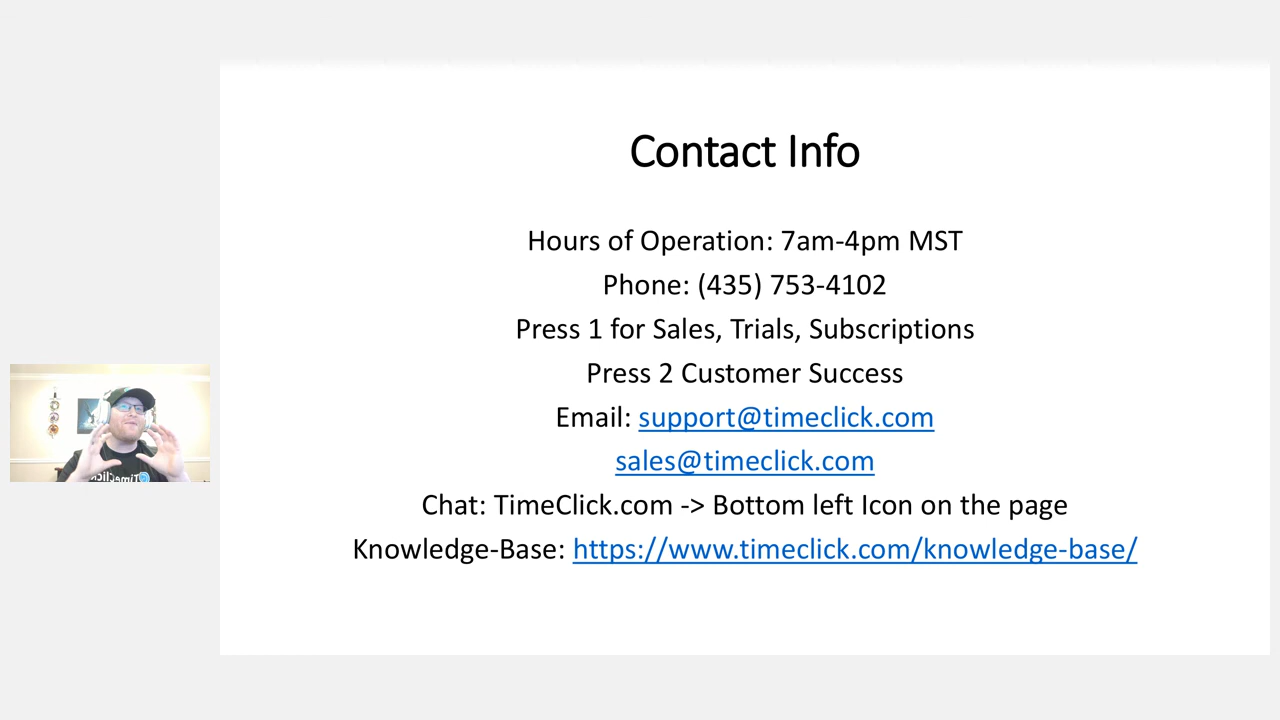 Contact Info
Hours of Operation: 7am-4pm MST
Phone: (435) 753-4102
Press 1 for Sales, Trials, Subscriptions
Press 2 Customer Success
Email: support@timeclick.com
sales@timeclick.com
Chat: TimeClick.com -> Bottom left Icon on the page
Knowledge-Base: https://www.timeclick.com/knowledge-base/
TimeClick